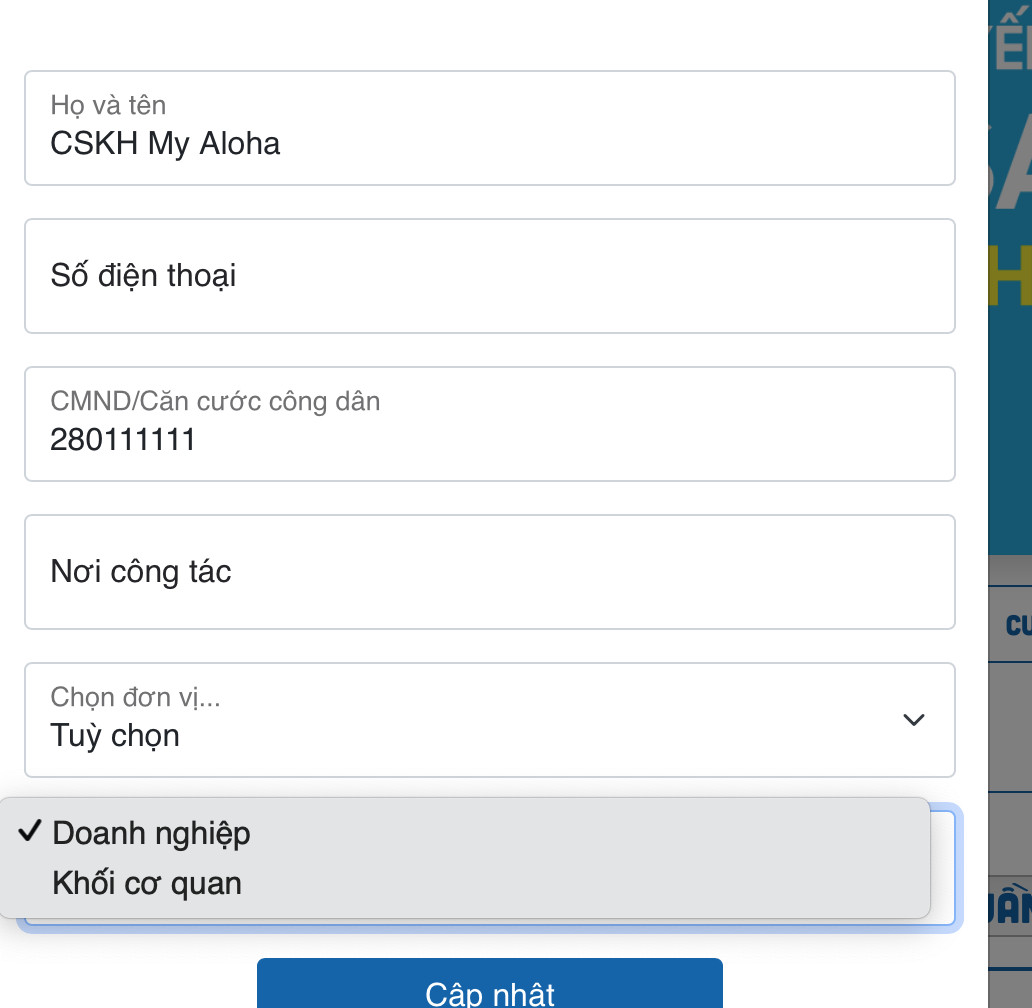 Họ và tên
CSKH My Aloha
Số điện thoại
CMND/Căn cước công dân
280111111
Nơi công tác
Chọn đơn vị...
Tuỳ chọn
Doanh nghiệp
Khối cơ quan
Cập nhật